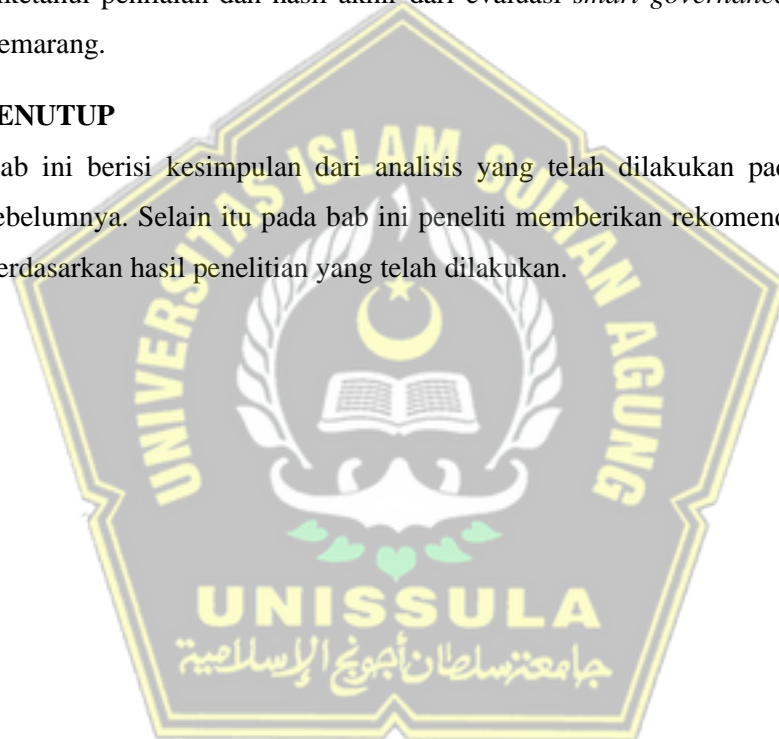 penilaian dan hasil akhir dari evaluasi smart governance
ENUTUP
ab ini berisi kesimpulan dari analisis yang telah dilakukan pad
ebelumnya. Selain itu pada bab ini peneliti memberikan rekomend
erdasarkan hasil penelitian yang telah dilakukan.
UNIVERSITAS ISLAM SULTAN AGUNG
UNISSULA
جامعة سلطان أجونج الإسلامية